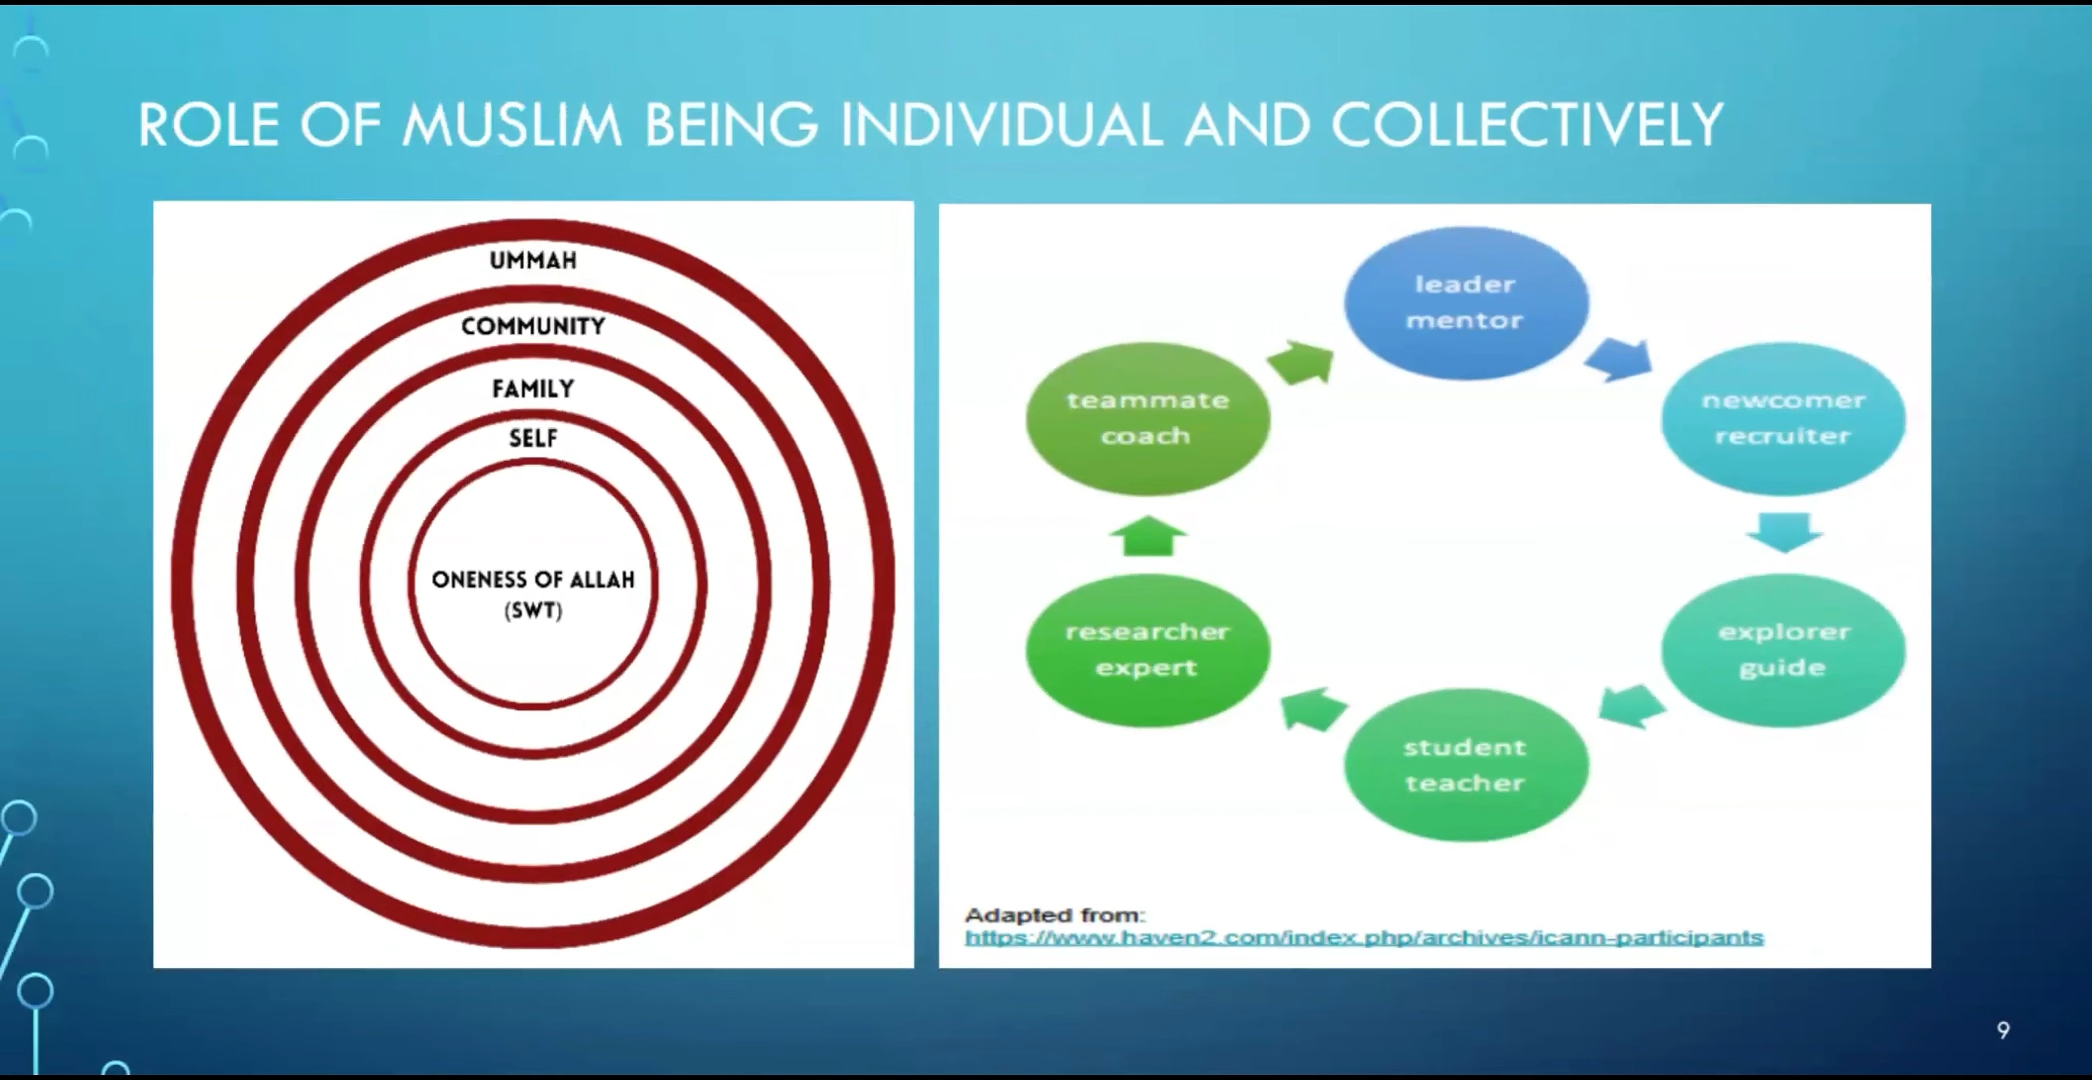 ROLE OF MUSLIM BEING INDIVIDUAL AND COLLECTIVELY
UMMAH
COMMUNITY
FAMILY
SELF
ONENESS OF ALLAH
(SWT)
leader
mentor
newcomer
recruiter
explorer
guide
student
teacher
researcher
expert
teammate
coach
Adapted from:
https://www.haven2.com/index.php/archives/icann-participants
9